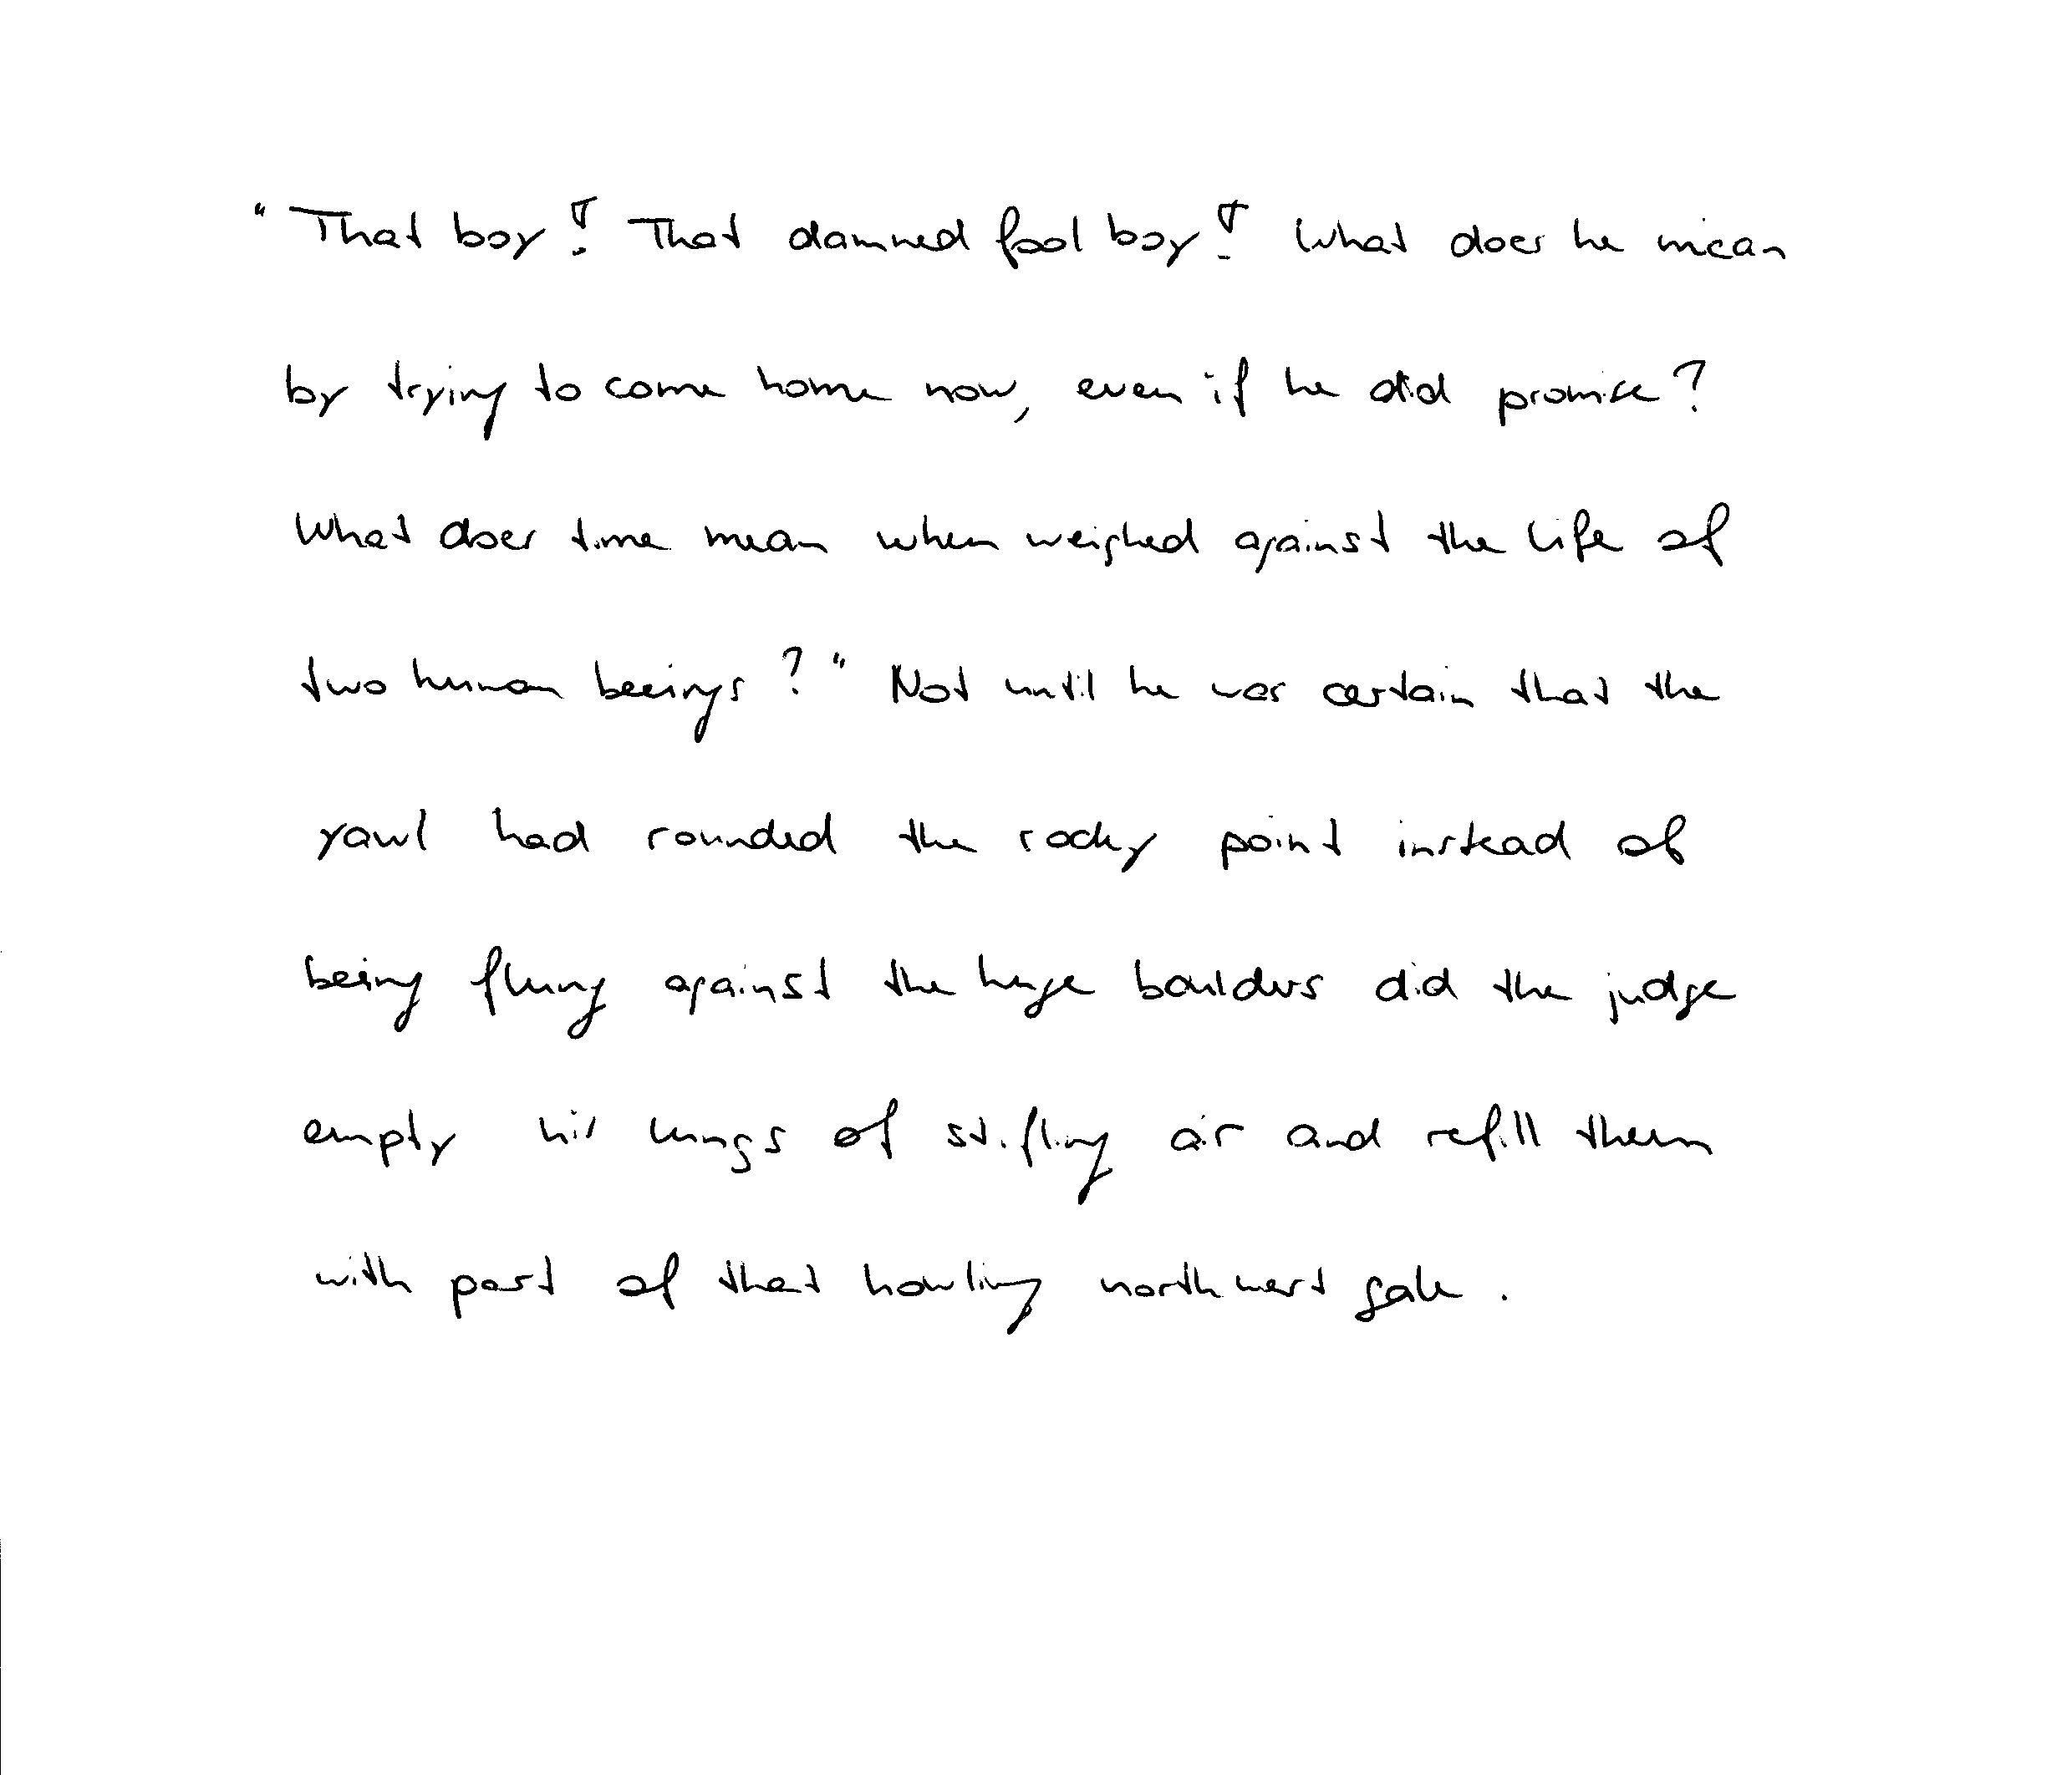 "That boy! That damned fool boy! What does he mean
by trying to come home now, even if he did promise?
What does time mean when weighed against the life of
two human beeings?" Not until he was certain that the
yawl had rounded the rocky point instead of
being flung against the huge boulders did the judge
empty his lungs of stifling air and refill them
with part of that howling northwest gale.